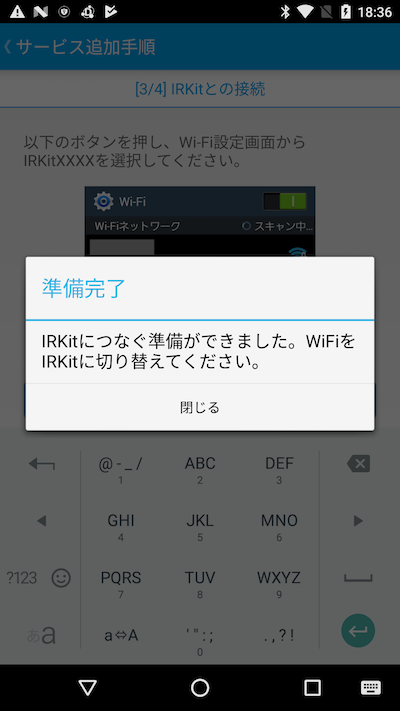 18:36
サービス追加手順
[3/4] IRKitとの接続
以下のボタンを押し、Wi-Fi設定画面から
IRKitXXXXを選択してください。
Wi-Fi
Wi-Fiネットワーク スキャン中...
準備完了
IRKitにつなぐ準備ができました。WiFiを
IRKitに切り替えてください。
閉じる
@-_/ ABC DEF
1 2 3
GHI JKL MNO
4 5 6
?123 PQRS TUV WXYZ
7 8 9
あa a⇔A '":; .,?!
0